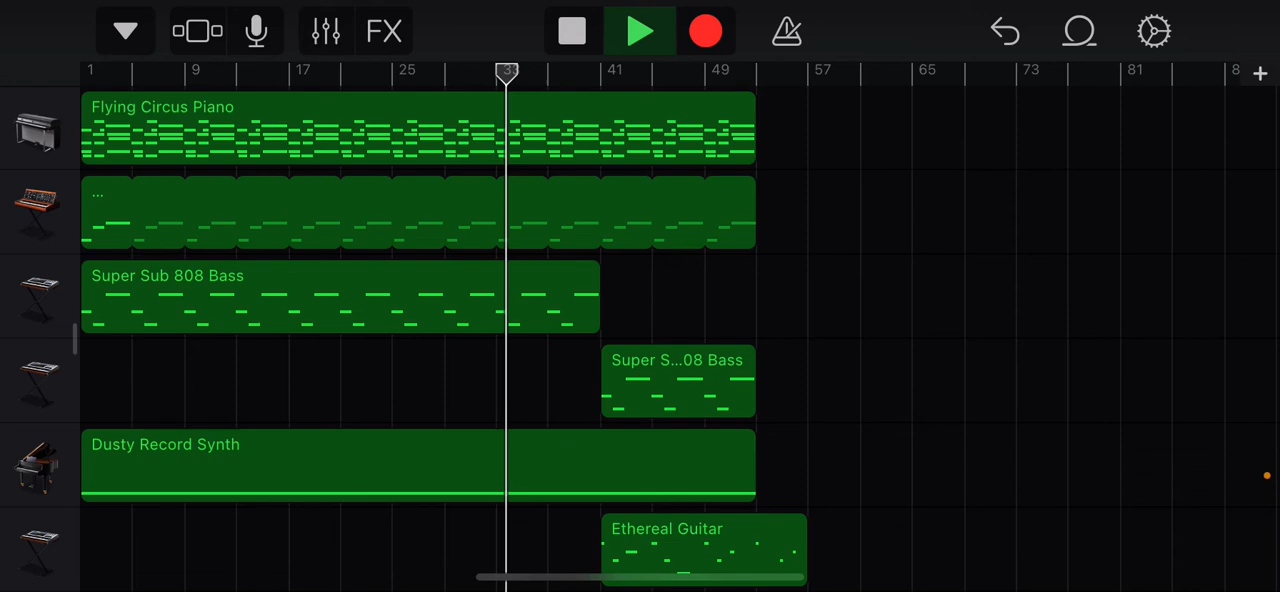 FX
1 9 17 25 33 41 49 57 65 73 81 8
Flying Circus Piano
...
Super Sub 808 Bass
Super S...08 Bass
Dusty Record Synth
Ethereal Guitar